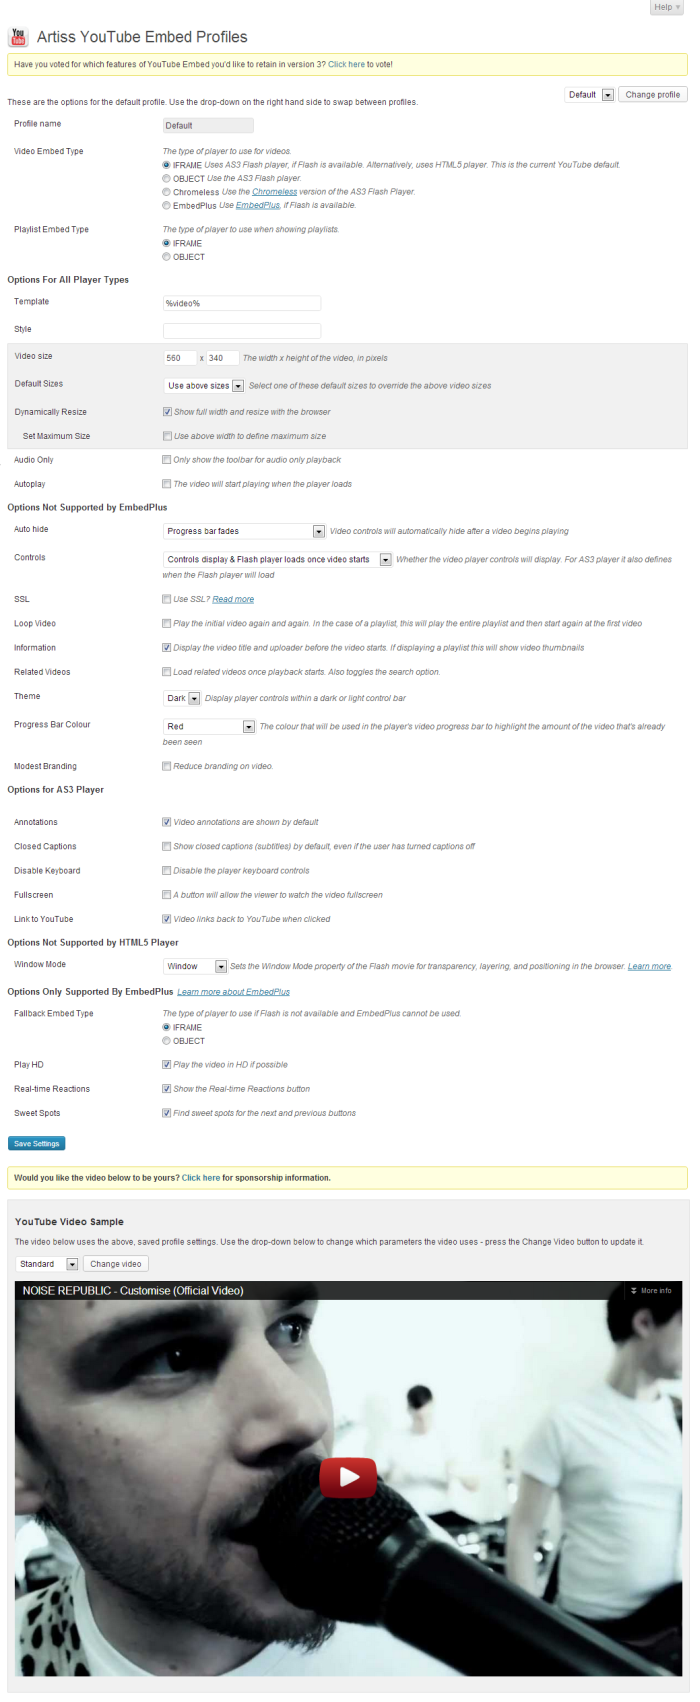 Help
You
Tube
Artiss YouTube Embed Profiles
Have you voted for which features of YouTube Embed you'd like to retain in version 3? Click here to vote!
Default Change profile
These are the options for the default profile. Use the drop-down on the right hand side to swap between profiles.
Profile name Default
Video Embed Type The type of player to use for videos.
IFRAME Uses AS3 Flash player, if Flash is available. Alternatively, uses HTML5 player. This is the current YouTube default.
OBJECT Use the AS3 Flash player.
Chromeless Use the Chromeless version of the AS3 Flash Player.
EmbedPlus Use EmbedPlus, if Flash is available.
Playlist Embed Type The type of player to use when showing playlists.
IFRAME
OBJECT
Options For All Player Types
Template %video%
Style
Video size 560 x 340 The width x height of the video, in pixels
Default Sizes Use above sizes Select one of these default sizes to override the above video sizes
Dynamically Resize Show full width and resize with the browser
Set Maximum Size Use above width to define maximum size
Audio Only Only show the toolbar for audio only playback
Autoplay The video will start playing when the player loads
Options Not Supported by EmbedPlus
Auto hide Progress bar fades Video controls will automatically hide after a video begins playing
Controls Controls display & Flash player loads once video starts Whether the video player controls will display. For AS3 player it also defines
when the Flash player will load
SSL Use SSL? Read more
Loop Video Play the initial video again and again. In the case of a playlist, this will play the entire playlist and then start again at the first video
Information Display the video title and uploader before the video starts. If displaying a playlist this will show video thumbnails
Related Videos Load related videos once playback starts. Also toggles the search option.
Theme Dark Display player controls within a dark or light control bar
Progress Bar Colour Red The colour that will be used in the player's video progress bar to highlight the amount of the video that's already
been seen
Modest Branding Reduce branding on video.
Options for AS3 Player
Annotations Video annotations are shown by default
Closed Captions Show closed captions (subtitles) by default, even if the user has turned captions off
Disable Keyboard Disable the player keyboard controls
Fullscreen A button will allow the viewer to watch the video fullscreen
Link to YouTube Video links back to YouTube when clicked
Options Not Supported by HTML5 Player
Window Mode Window Sets the Window Mode property of the Flash movie for transparency, layering, and positioning in the browser. Learn more.
Options Only Supported By EmbedPlus Learn more about EmbedPlus
Fallback Embed Type The type of player to use if Flash is not available and EmbedPlus cannot be used.
IFRAME
OBJECT
Play HD Play the video in HD if possible
Real-time Reactions Show the Real-time Reactions button
Sweet Spots Find sweet spots for the next and previous buttons
Save Settings
Would you like the video below to be yours? Click here for sponsorship information.
YouTube Video Sample
The video below uses the above, saved profile settings. Use the drop-down below to change which parameters the video uses - press the Change Video button to update it.
Standard Change video
NOISE REPUBLIC - Customise (Official Video) More info